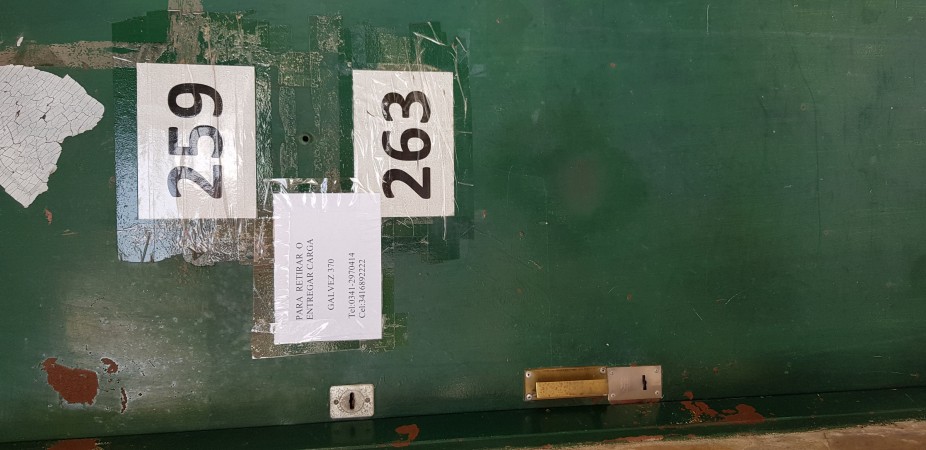 259
263
PARA RETIRAR O
ENTREGAR CARGA
GALVEZ 370
Tel:0341-2970414
Cel:3416892222